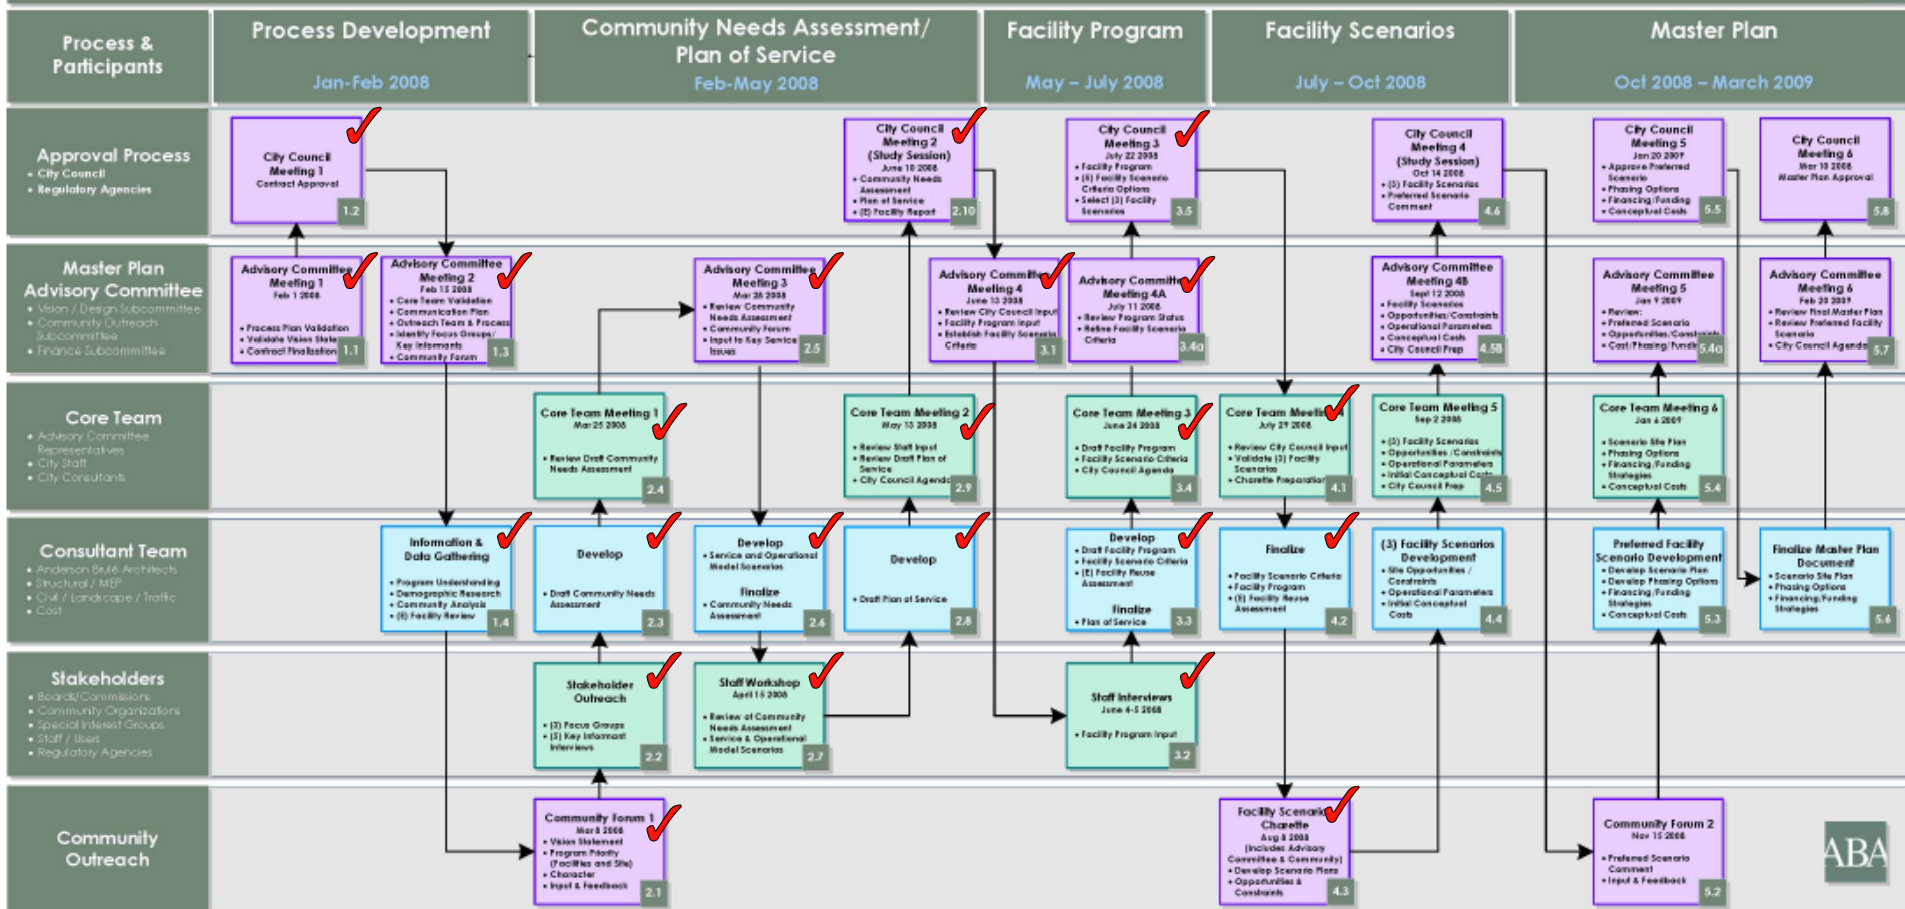 Process &
Participants
Process Development
Jan-Feb 2008
Community Needs Assessment/
Plan of Service
Feb-May 2008
Facility Program
May – July 2008
Facility Scenarios
July – Oct 2008
Master Plan
Oct 2008 – March 2009
Approval Process
• City Council
• Regulatory Agencies
City Council
Meeting 1
Contract Approval
1.2
City Council
Meeting 2
(Study Session)
June 10 2008
• Community Needs
Assessment
• Plan of Service
• (E) Facility Report
2.10
City Council
Meeting 3
July 22 2008
• Facility Program
• (5) Facility Scenario
Criteria Options
• Select (3) Facility
Scenarios
3.5
City Council
Meeting 4
(Study Session)
Oct 14 2008
• (3) Facility Scenarios
• Preferred Scenario
Comment
4.6
City Council
Meeting 5
Jan 20 2009
• Approve Preferred
Scenario
• Phasing Options
• Financing/Funding
• Conceptual Costs
5.5
City Council
Meeting 6
Mar 10 2009
Master Plan Approval
5.8
Master Plan
Advisory Committee
• Vision / Design Subcommittee
• Community Outreach
Subcommittee
• Finance Subcommittee
Advisory Committee
Meeting 1
Feb 1 2008
• Process Plan Validation
• Validate Vision
• Contract Finalization
1.1
Advisory Committee
Meeting 2
Feb 15 2008
• Core Team Validation
• Communication Plan
• Outreach Team & Process
• Identify Focus Groups/
Key Informants
• Community Forum
1.3
Advisory Committee
Meeting 3
Mar 28 2008
• Review Community
Needs Assessment
• Community Forum
• Input to Key Service
Issues
2.5
Advisory
Meeting 4
June 13 2008
• Review City Council Input
• Facility Program Input
• Establish Facility Scenario
Criteria
3.1
Advisory
Meeting 4A
July 11 2008
• Review Program Status
• Refine Facility Scenario
Criteria
3.4a
Advisory Committee
Meeting 4B
Sept 12 2008
• Facility Scenarios
• Opportunities/Constraints
• Operational Parameters
• Conceptual Costs
• City Council Prep
4.5B
Advisory Committee
Meeting 5
Jan 9 2009
• Review:
• Preferred Scenario
• Opportunities/Constraints
• Cost/Phasing/
5.4a
Advisory Committee
Meeting 6
Feb 20 2009
• Review Final Master Plan
• Review Preferred Facility
Scenario
• City Council Agenda
5.7
Core Team
• Advisory Committee
Representatives
• City Staff
• City Consultants
Core Team Meeting 1
Mar 25 2008
• Review Draft Community
Needs Assessment
2.4
Core Team Meeting 2
May 13 2008
• Review Staff Input
• Review Draft Plan of
Service
• City Council Agenda
2.9
Core Team Meeting 3
June 24 2008
• Draft Facility Program
• Facility Scenario Criteria
• City Council Agenda
3.4
Core Team
July 29 2008
• Review City Council Input
• Validate (3) Facility
Scenarios
• Charette Preparation
4.1
Core Team Meeting 5
Sep 2 2008
• (3) Facility Scenarios
• Opportunities /Constraints
• Operational Parameters
• Initial Conceptual
• City Council Prep
4.5
Core Team Meeting 6
Jan 6 2009
• Scenario Site Plan
• Phasing Options
• Financing/Funding
Strategies
• Conceptual Costs
5.4
Consultant Team
• Anderson Brulé Architects
• Structural / MEP
• Civil / Landscape / Traffic
• Cost
Information &
Data Gathering
• Program Understanding
• Demographic Research
• Community Analysis
• (E) Facility Review
1.4
Develop
• Draft Community Needs
Assessment
2.3
Develop
• Service and Operational
Model Scenarios
Finalize
• Community Needs
Assessment
2.6
Develop
• Draft Plan of Service
2.8
Develop
• Draft Facility Program
• Facility Scenario Criteria
• (E) Facility Reuse
Assessment
Finalize
• Plan of Service
3.3
Finalize
• Facility Scenario Criteria
• Facility Program
• (E) Facility Reuse
Assessment
4.2
(3) Facility Scenarios
Development
• Site Opportunities /
Constraints
• Operational Parameters
• Initial Conceptual
Costs
4.4
Preferred Facility
Scenario Development
• Develop Scenario Plan
• Develop Phasing Options
• Financing/Funding
Strategies
• Conceptual Costs
5.3
Finalize Master Plan
Document
• Scenario Site Plan
• Phasing Options
• Financing/Funding
Strategies
5.6
Stakeholders
• Boards/Commissions
• Community Organizations
• Special Interest Groups
• Staff / Users
• Regulatory Agencies
Stakeholder
Outreach
• (3) Focus Groups
• (5) Key Informant
Interviews
2.2
Staff Workshop
April 15 2008
• Review of Community
Needs Assessment
• Service & Operational
Model Scenarios
2.7
Staff Interviews
June 4-5 2008
• Facility Program Input
3.2
Community
Outreach
Community Forum 1
Mar 8 2008
• Vision Statement
• Program Priority
(Facilities and Site)
• Character
• Input & Feedback
2.1
Facility
Charette
Aug 8 2008
(Includes Advisory
Committee & Community)
• Develop Scenario Plans
• Opportunities &
Constraints
4.3
Community Forum 2
Nov 15 2008
• Preferred Scenario
Comment
• Input & Feedback
5.2
ABA